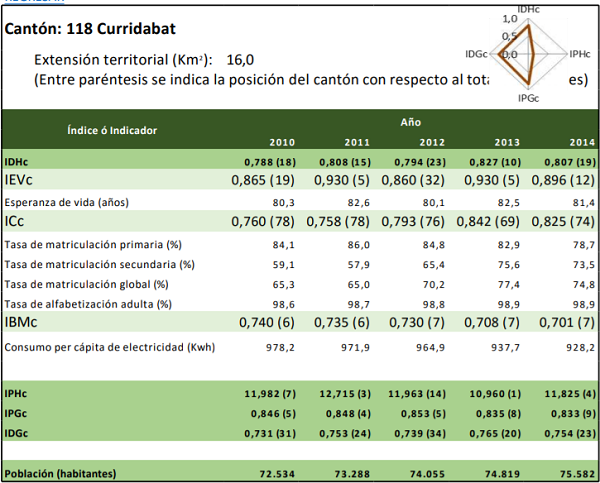 IDHc
Cantón: 118 Curridabat
1,0
0,5
IDGc 0,0 IPHc
Extensión territorial (Km²): 16,0
(Entre paréntesis se indica la posición del cantón con respecto al es)
IPGc
Índice ó Indicador Año
2010 2011 2012 2013 2014
IDHc 0,788 (18) 0,808 (15) 0,794 (23) 0,827 (10) 0,807 (19)
IEVc 0,865 (19) 0,930 (5) 0,860 (32) 0,930 (5) 0,896 (12)
Esperanza de vida (años) 80,3 82,6 80,1 82,5 81,4
ICc 0,760 (78) 0,758 (78) 0,793 (76) 0,842 (69) 0,825 (74)
Tasa de matriculación primaria (%) 84,1 86,0 84,8 82,9 78,7
Tasa de matriculación secundaria (%) 59,1 57,9 65,4 75,6 73,5
Tasa de matriculación global (%) 65,3 65,0 70,2 77,4 74,8
Tasa de alfabetización adulta (%) 98,6 98,7 98,8 98,9 98,9
IBMc 0,740 (6) 0,735 (6) 0,730 (7) 0,708 (7) 0,701 (7)
Consumo per cápita de electricidad (Kwh) 978,2 971,9 964,9 937,7 928,2
IPHc 11,982 (7) 12,715 (3) 11,963 (14) 10,960 (1) 11,825 (4)
IPGc 0,846 (5) 0,848 (4) 0,853 (5) 0,835 (8) 0,833 (9)
IDGc 0,731 (31) 0,753 (24) 0,739 (34) 0,765 (20) 0,754 (23)
Población (habitantes) 72.534 73.288 74.055 74.819 75.582